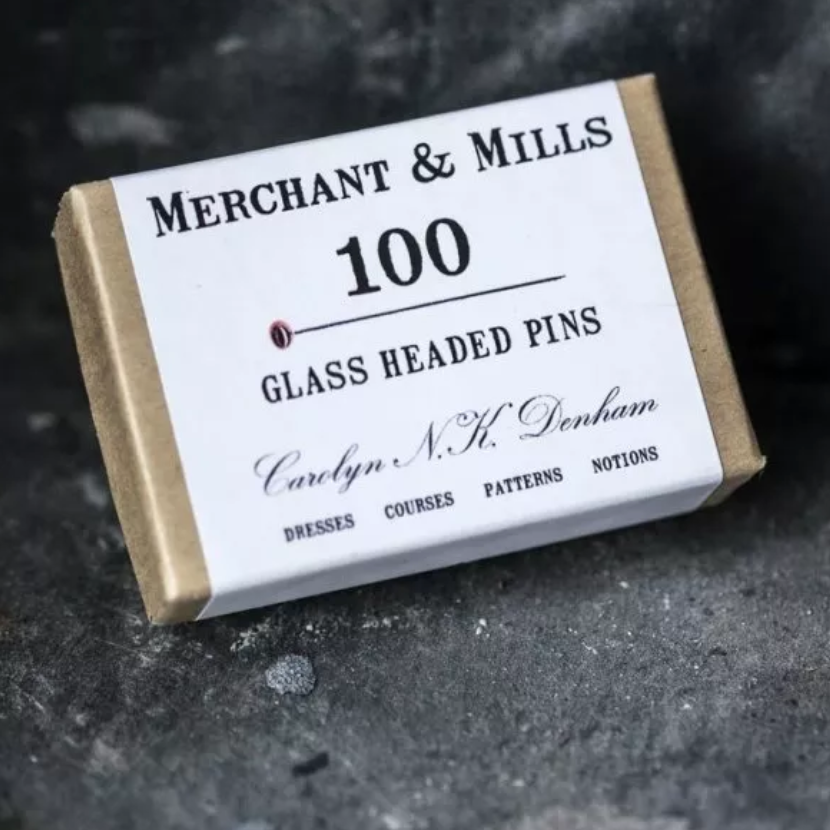 MERCHANT & MILLS
100
GLASS HEADED PINS
Carolyn N.K. Denham
DRESSES COURSES PATTERNS NOTIONS